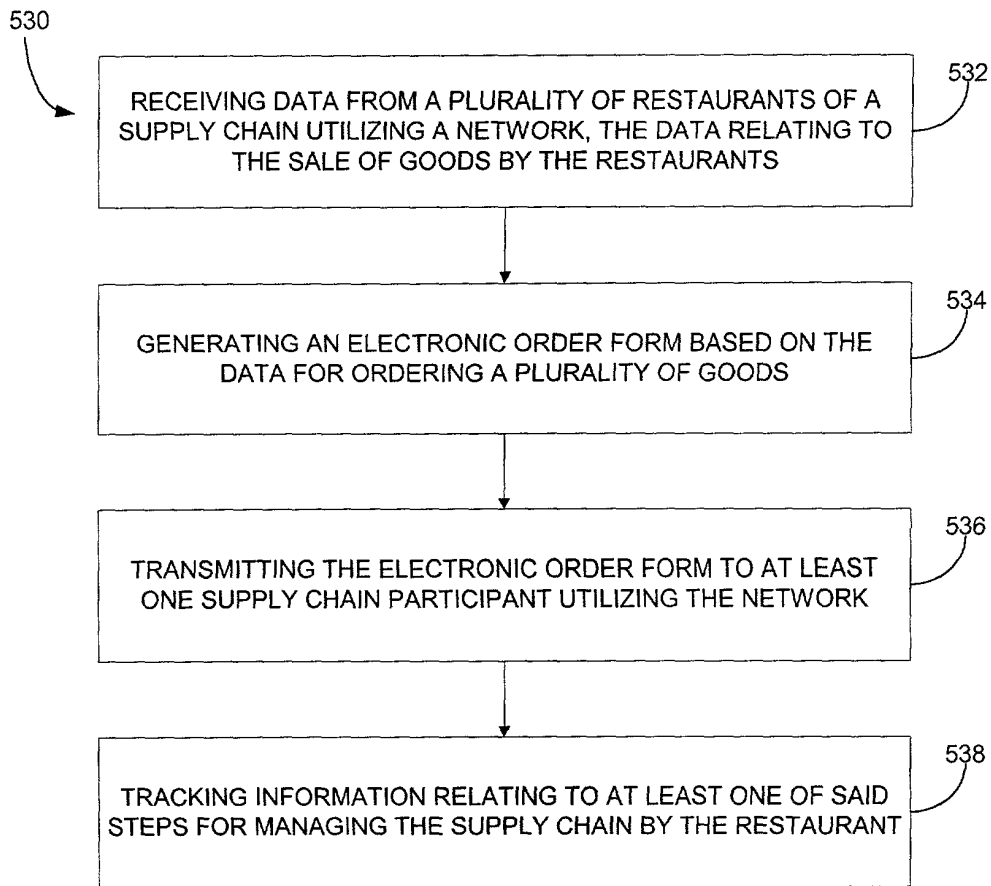 530
532
RECEIVING DATA FROM A PLURALITY OF RESTAURANTS OF A
SUPPLY CHAIN UTILIZING A NETWORK, THE DATA RELATING TO
THE SALE OF GOODS BY THE RESTAURANTS
534
GENERATING AN ELECTRONIC ORDER FORM BASED ON THE
DATA FOR ORDERING A PLURALITY OF GOODS
536
TRANSMITTING THE ELECTRONIC ORDER FORM TO AT LEAST
ONE SUPPLY CHAIN PARTICIPANT UTILIZING THE NETWORK
538
TRACKING INFORMATION RELATING TO AT LEAST ONE OF SAID
STEPS FOR MANAGING THE SUPPLY CHAIN BY THE RESTAURANT